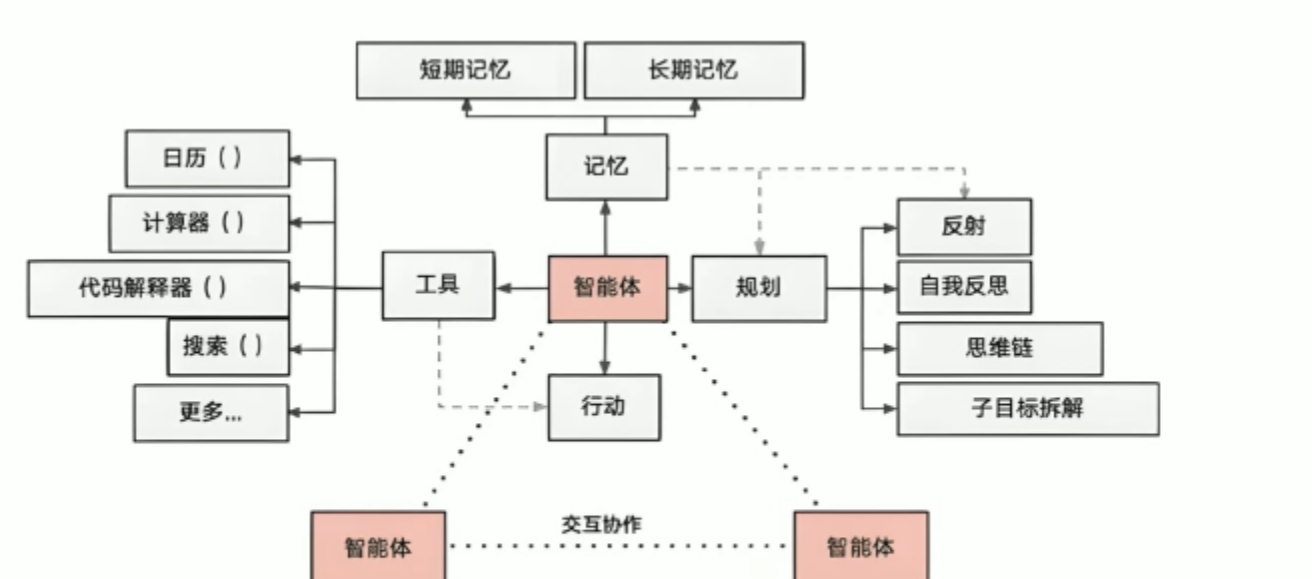 短期记忆
长期记忆
日历（）
记忆
计算器（）
反射
代码解释器（）
工具
智能体
规划
自我反思
搜索（）
思维链
更多...
行动
子目标拆解
交互协作
智能体
智能体